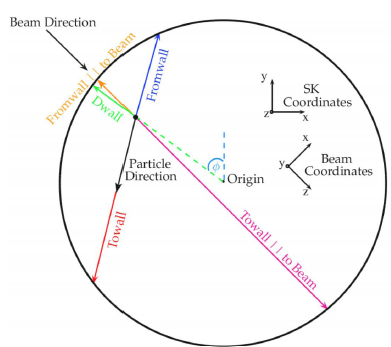 Beam Direction
Fromwall || to Beam
Dwall
Fromwall
y
SK
Coordinates
z
x
x
y
Beam
Coordinates
z
ϕ
Origin
Particle
Direction
Towall
Towall || to Beam